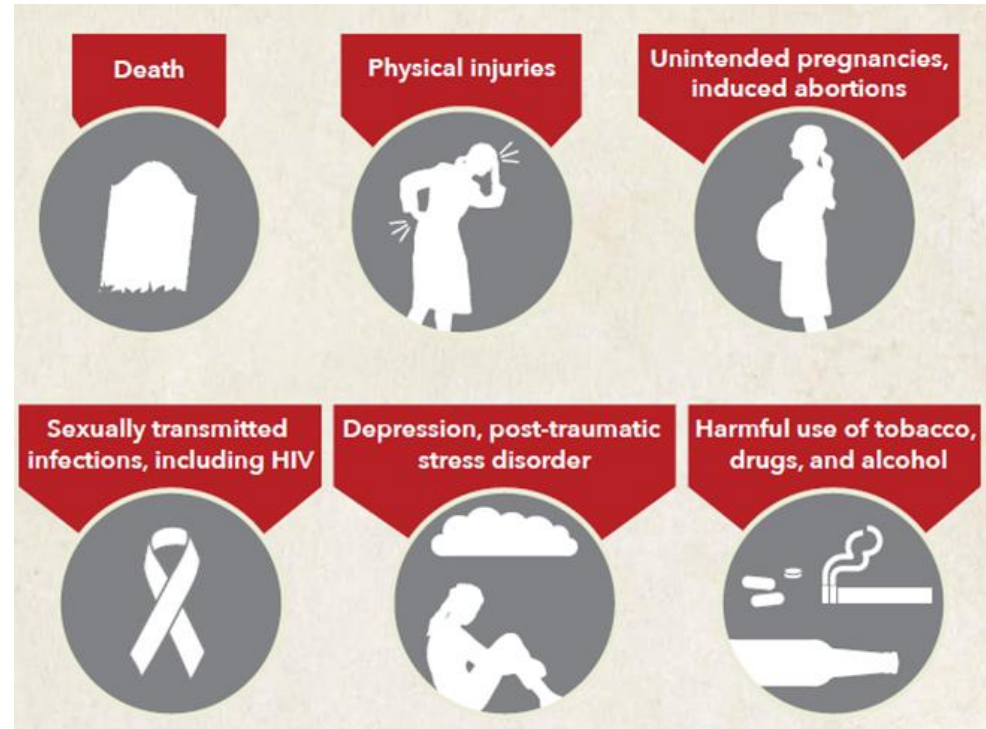 Death
Physical injuries
Unintended pregnancies,
induced abortions
Sexually transmitted
infections, including HIV
Depression, post-traumatic
stress disorder
Harmful use of tobacco,
drugs, and alcohol